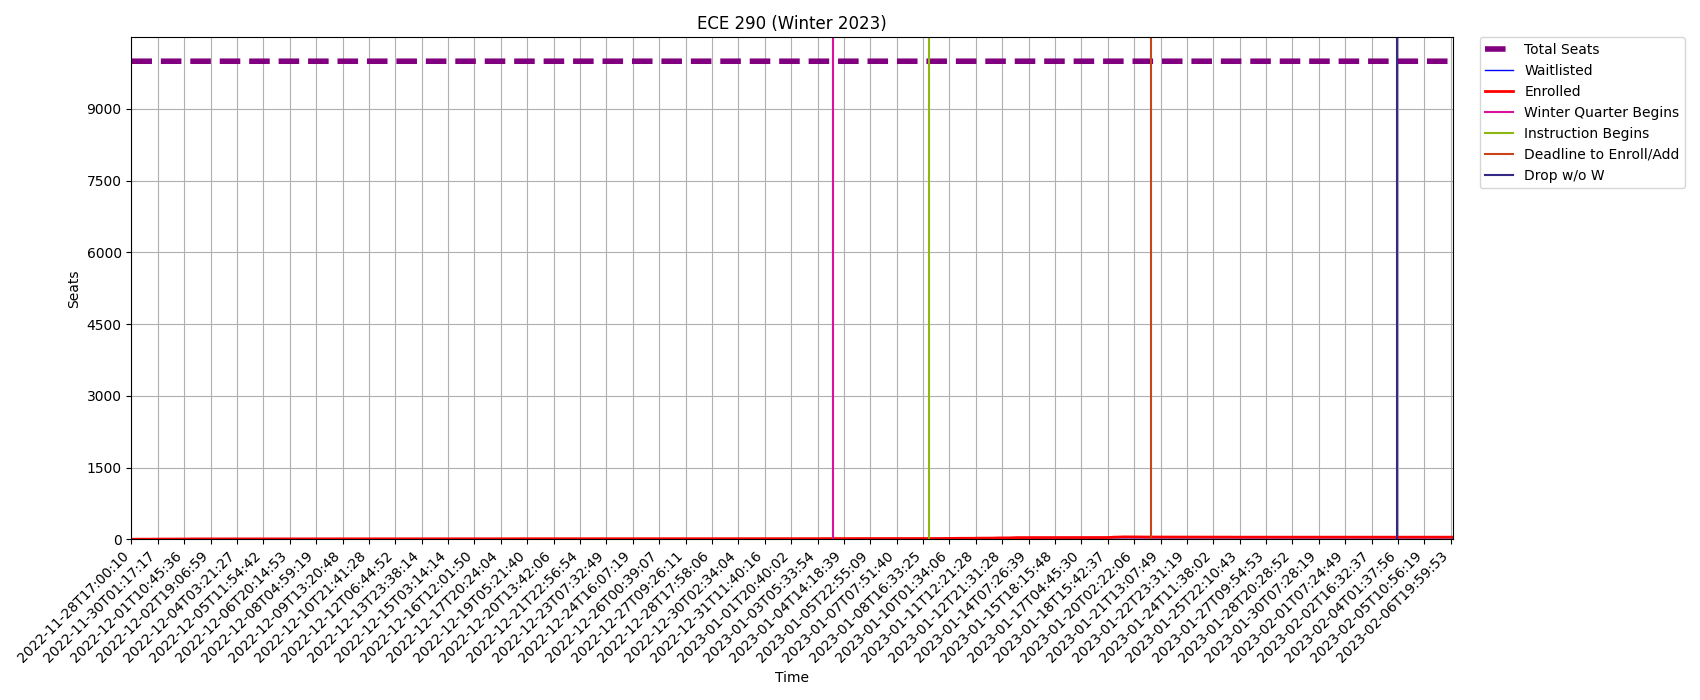 ECE 290 (Winter 2023)
Total Seats
Waitlisted
Enrolled
Winter Quarter Begins
Instruction Begins
Deadline to Enroll/Add
Drop w/o W
Seats
9000
7500
6000
4500
3000
1500
0
2022-11-28T17:00:10
2022-11-30T01:17:17
2022-12-01T10:45:36
2022-12-02T19:06:59
2022-12-04T03:21:27
2022-12-05T11:54:42
2022-12-06T20:14:53
2022-12-08T04:59:19
2022-12-09T13:20:48
2022-12-10T21:41:28
2022-12-12T06:44:52
2022-12-13T23:38:14
2022-12-15T03:14:14
2022-12-16T12:01:50
2022-12-17T20:24:04
2022-12-19T05:21:40
2022-12-20T13:42:06
2022-12-21T22:56:54
2022-12-23T07:32:49
2022-12-24T16:07:19
2022-12-26T00:39:07
2022-12-27T09:26:11
2022-12-28T17:58:06
2022-12-30T02:34:04
2022-12-31T11:40:16
2023-01-01T20:40:02
2023-01-03T05:33:54
2023-01-04T14:18:39
2023-01-05T22:55:09
2023-01-07T07:51:40
2023-01-08T16:33:25
2023-01-10T01:34:06
2023-01-11T12:21:28
2023-01-12T21:31:28
2023-01-14T07:26:39
2023-01-15T18:15:48
2023-01-17T04:45:30
2023-01-18T15:42:37
2023-01-20T02:22:06
2023-01-21T13:07:49
2023-01-22T23:31:19
2023-01-24T11:38:02
2023-01-25T22:10:43
2023-01-27T09:54:53
2023-01-28T20:28:52
2023-01-30T07:28:19
2023-02-01T07:24:49
2023-02-02T16:32:37
2023-02-04T01:37:56
2023-02-05T10:56:19
2023-02-06T19:59:53
Time